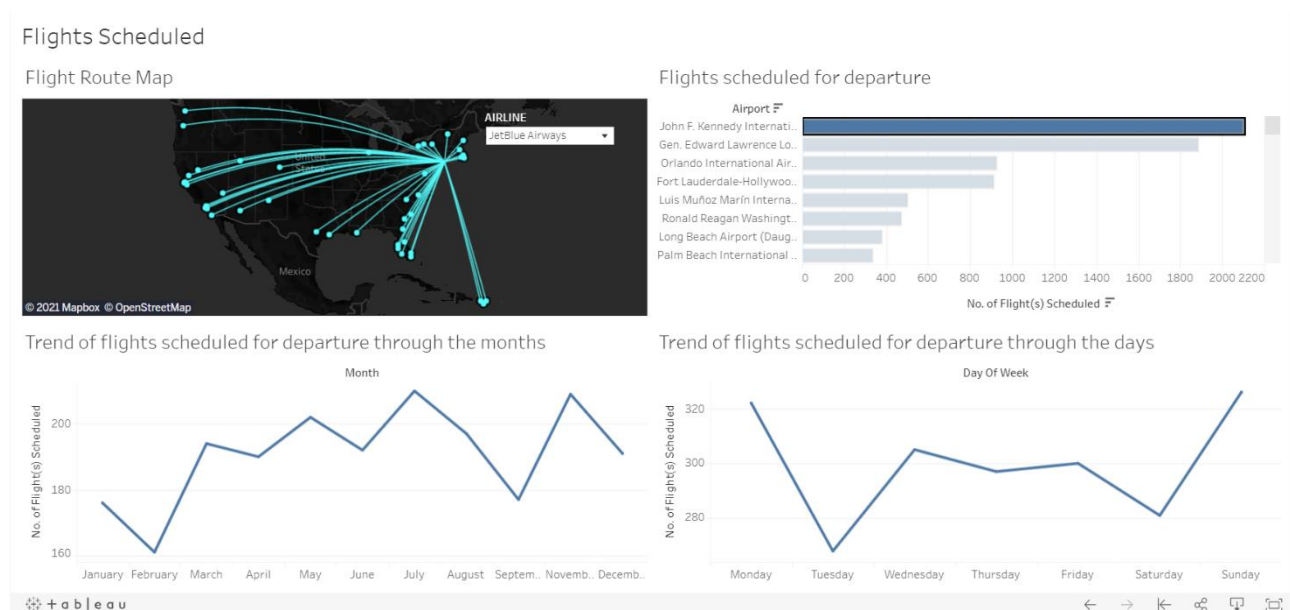 Flights Scheduled
Flight Route Map
United
States
Mexico
AIRLINE
JetBlue Airways
© 2021 Mapbox © OpenStreetMap
Flights scheduled for departure
Airport
John F. Kennedy Internati..
Gen. Edward Lawrence Lo..
Orlando International Air..
Fort Lauderdale-Hollywoo..
Luis Muñoz Marín Interna..
Ronald Reagan Washingt..
Long Beach Airport (Daug..
Palm Beach International ..
0 200 400 600 800 1000 1200 1400 1600 1800 2000 2200
No. of Flight(s) Scheduled
Trend of flights scheduled for departure through the months
Month
No. of Flight(s) Scheduled
200
180
160
January February March April May June July August Septem.. Novemb.. Decemb..
Trend of flights scheduled for departure through the days
Day Of Week
No. of Flight(s) Scheduled
320
300
280
Monday Tuesday Wednesday Thursday Friday Saturday Sunday
+ableau